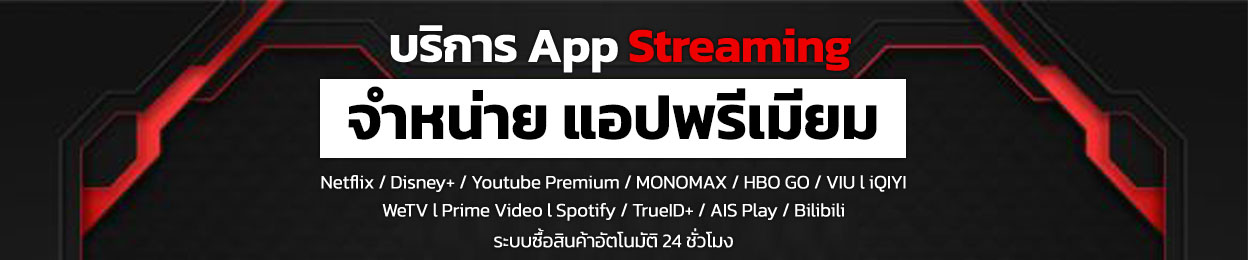 บริการ App Streaming
จำหน่าย แอปพรีเมียม
Netflix / Disney+ / Youtube Premium / MONOMAX / HBO GO / VIU l iQIYI
WeTV l Prime Video l Spotify / TrueID+ / AIS Play / Bilibili
ระบบซื้อสินค้าอัตโนมัติ 24 ชั่วโมง